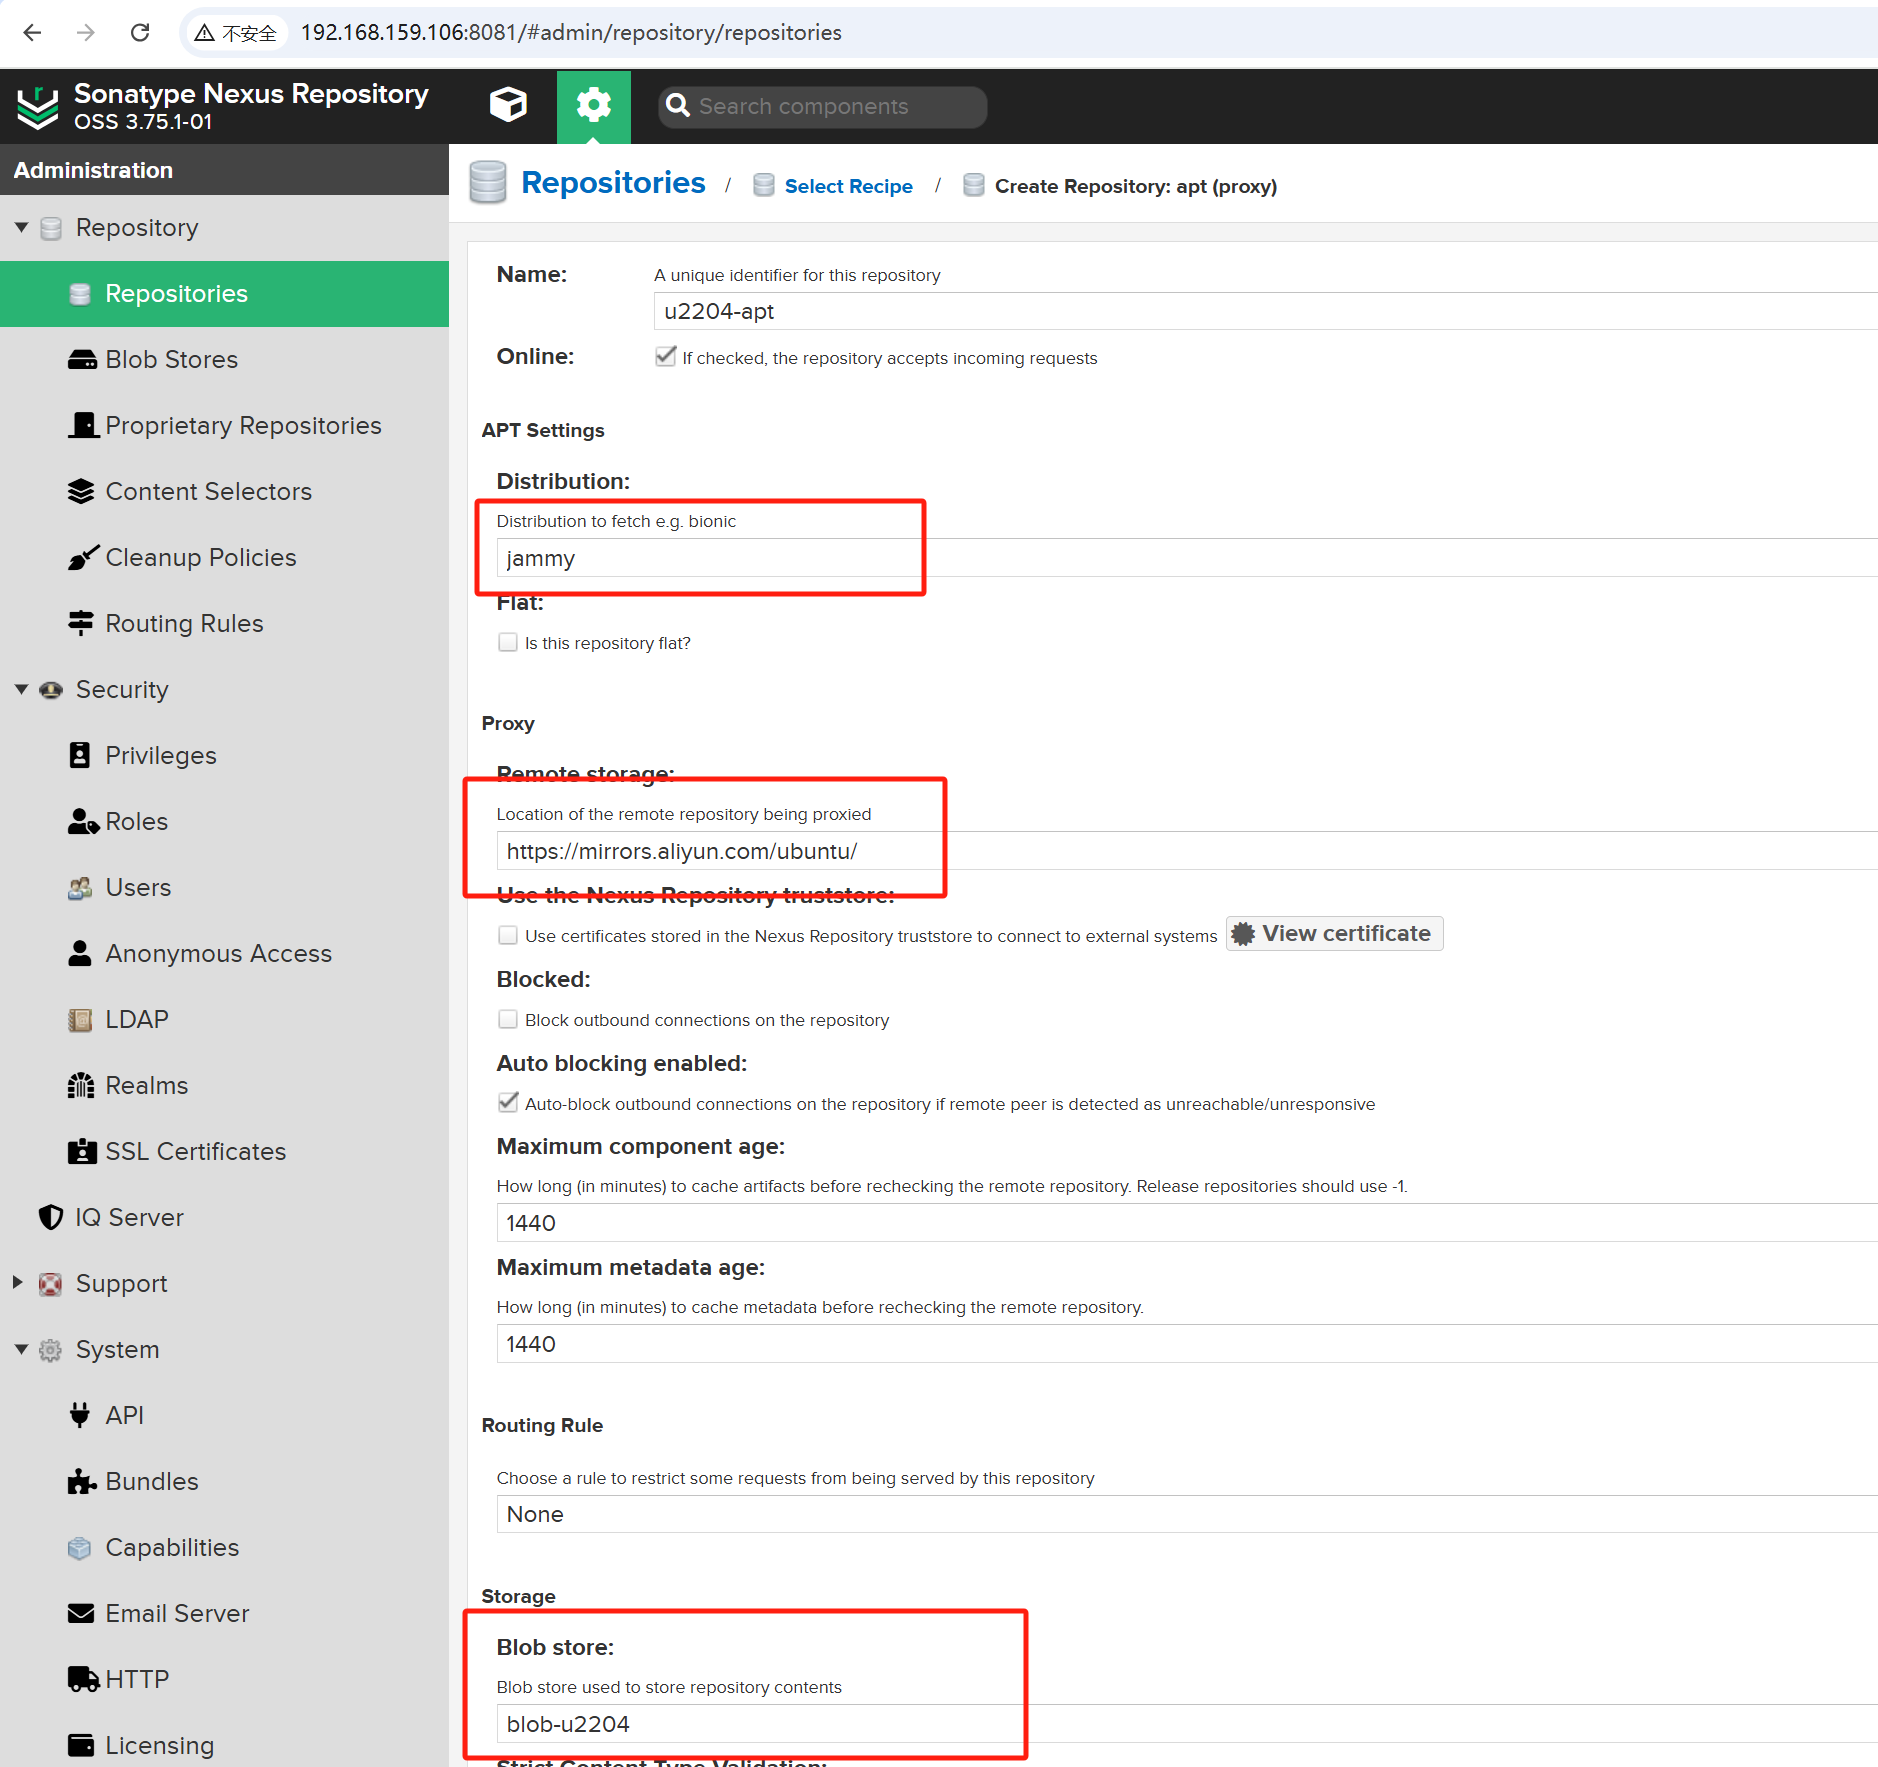 不安全 192.168.159.106:8081/#admin/repository/repositories
Sonatype Nexus Repository
OSS 3.75.1-01
Search components
Administration
Repository
Repositories
Blob Stores
Proprietary Repositories
Content Selectors
Cleanup Policies
Routing Rules
Security
Privileges
Roles
Users
Anonymous Access
LDAP
Realms
SSL Certificates
IQ Server
Support
System
API
Bundles
Capabilities
Email Server
HTTP
Licensing
Repositories / Select Recipe / Create Repository: apt (proxy)
Name: A unique identifier for this repository
u2204-apt
Online: If checked, the repository accepts incoming requests
APT Settings
Distribution:
Distribution to fetch e.g. bionic
jammy
Flat:
Is this repository flat?
Proxy
Remote storage:
Location of the remote repository being proxied
https://mirrors.aliyun.com/ubuntu/
Use the Nexus Repository truststore:
Use certificates stored in the Nexus Repository truststore to connect to external systems View certificate
Blocked:
Block outbound connections on the repository
Auto blocking enabled:
Auto-block outbound connections on the repository if remote peer is detected as unreachable/unresponsive
Maximum component age:
How long (in minutes) to cache artifacts before rechecking the remote repository. Release repositories should use -1.
1440
Maximum metadata age:
How long (in minutes) to cache metadata before rechecking the remote repository.
1440
Routing Rule
Choose a rule to restrict some requests from being served by this repository
None
Storage
Blob store:
Blob store used to store repository contents
blob-u2204
Strict Content Type Validation: